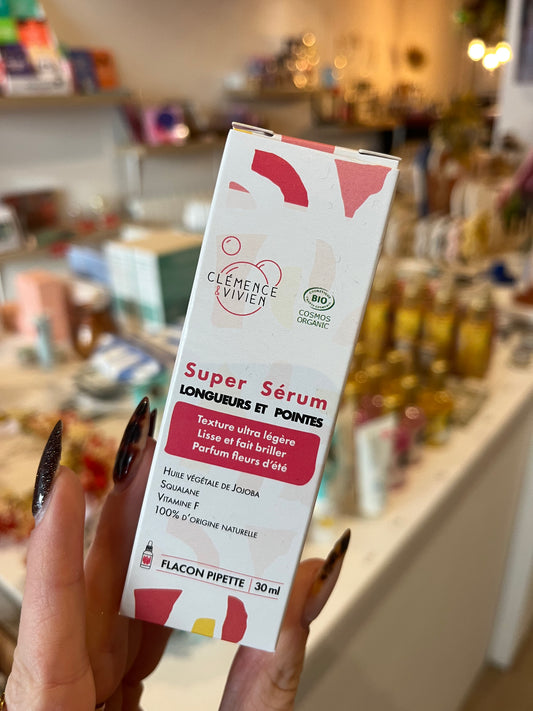 CLÉMENCE
& VIVIEN
BIO
COSMOS
ORGANIC
Super Sérum
LONGUEURS ET POINTES
Texture ultra légère
Lisse et fait briller
Parfum fleurs d'été
HUILE VÉGÉTALE DE JOJOBA
SQUALANE
VITAMINE F
100% D'ORIGINE NATURELLE
FLACON PIPETTE 30 ml